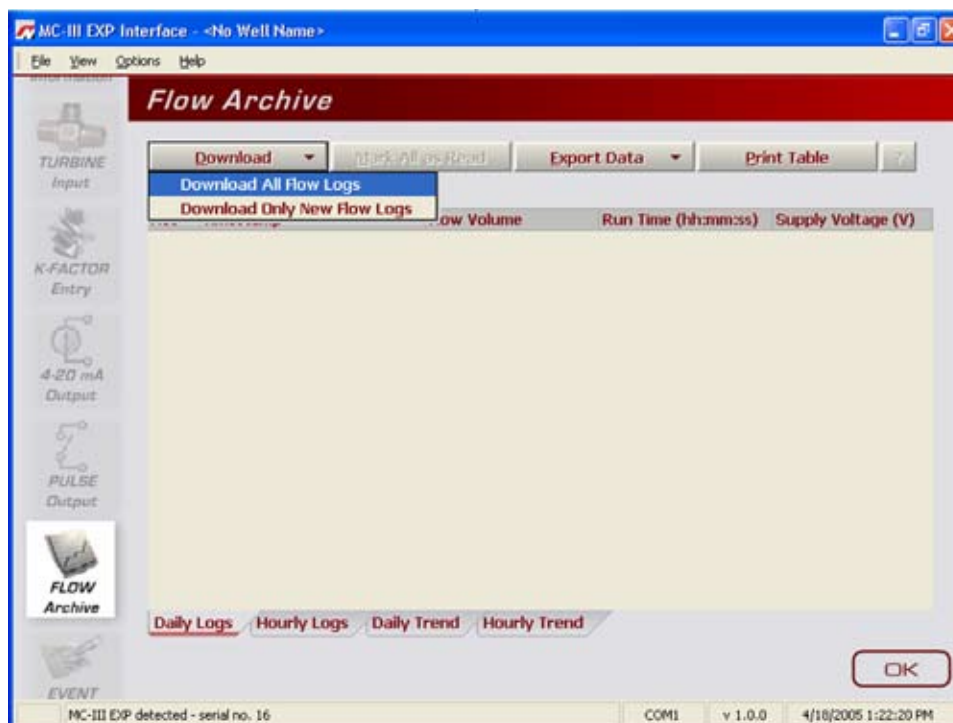 MC-III EXP Interface - <No Well Name>
File View Options Help
Information
Flow Archive
Download Mark All as Read Export Data Print Table ?
Download All Flow Logs
Download Only New Flow Logs
Flow Volume Run Time (hh:mm:ss) Supply Voltage (V)
TURBINE
Input
K-FACTOR
Entry
4-20 mA
Output
PULSE
Output
FLOW
Archive
EVENT
Daily Logs Hourly Logs Daily Trend Hourly Trend
OK
MC-III EXP detected - serial no. 16 COM1 v 1.0.0 4/18/2005 1:22:20 PM